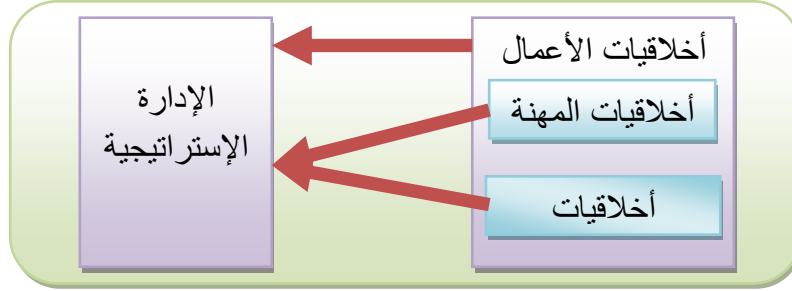 أخلاقيات الأعمال
أخلاقيات المهنة
أخلاقيات
الإدارة
الإستراتيجية